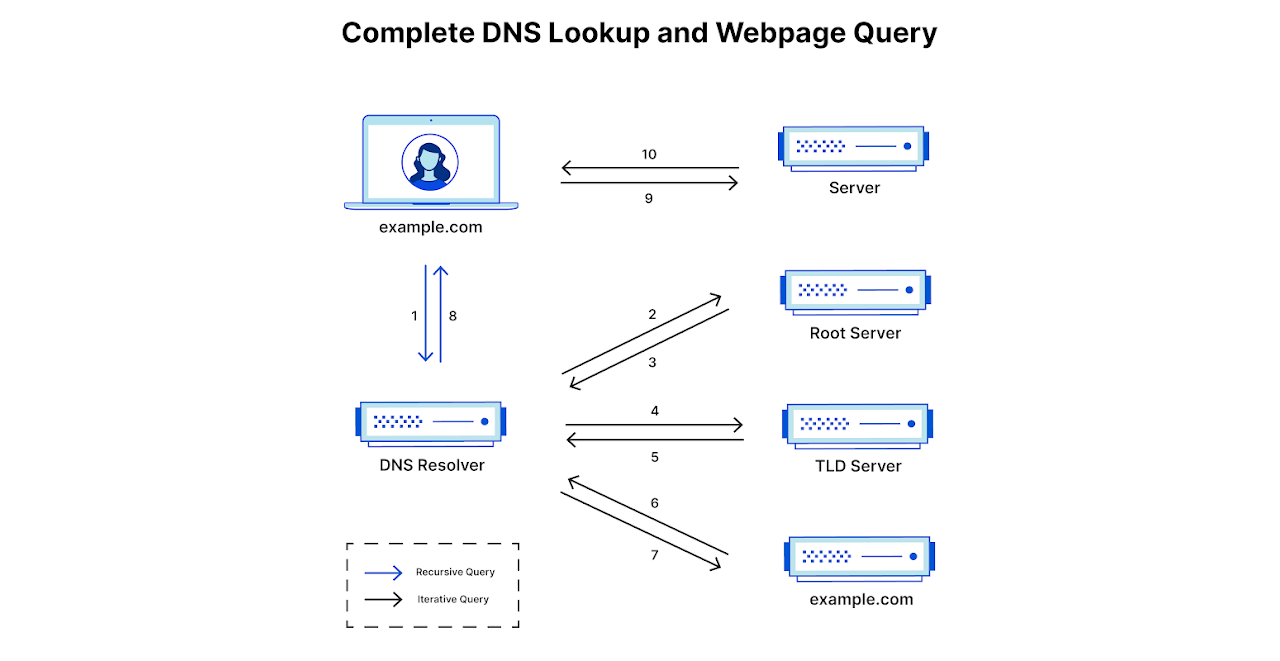 Complete DNS Lookup and Webpage Query
10
9
Server
example.com
1
8
2
3
Root Server
4
5
DNS Resolver
TLD Server
6
7
Recursive Query
Iterative Query
example.com